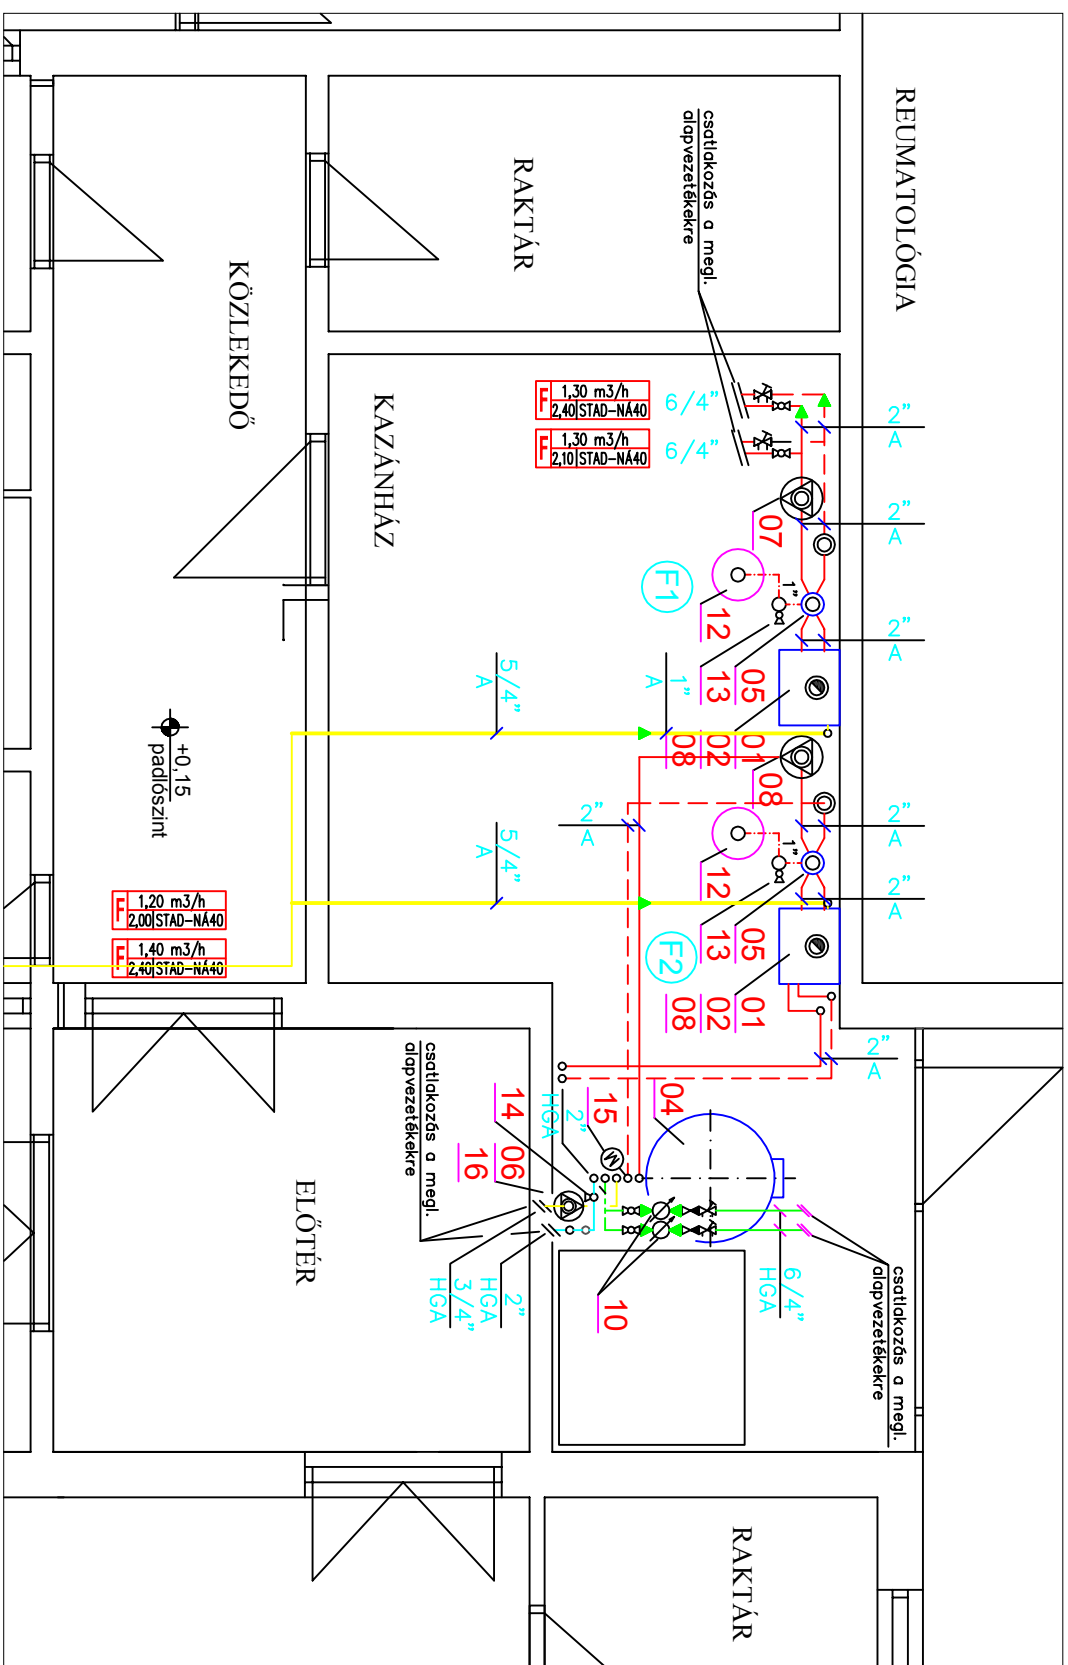 REUMATOLÓGIA
RAKTÁR
csatlakozás a megl.
alapvezetékekre
KÖZLEKEDŐ
KAZÁNHÁZ
F 1,30 m3/h
2,40 STAD-NÁ40
6/4"
F 1,30 m3/h
2,10 STAD-NÁ40
6/4"
2"
A
2"
A
2"
A
07
F1
12
1"
13
05
01
02
08
1"
A
5/4"
A
08
2"
A
2"
A
2"
A
1"
12
13
05
F2
01
02
08
5/4"
A
+0,15
padlószint
F 1,20 m3/h
2,00 STAD-NÁ40
F 1,40 m3/h
2,40 STAD-NÁ40
2"
A
04
15
M
2"
HGA
14
06
16
csatlakozás a megl.
alapvezetékekre
ELŐTÉR
2"
HGA
3/4"
HGA
10
6/4"
HGA
csatlakozás a megl.
alapvezetékekre
RAKTÁR